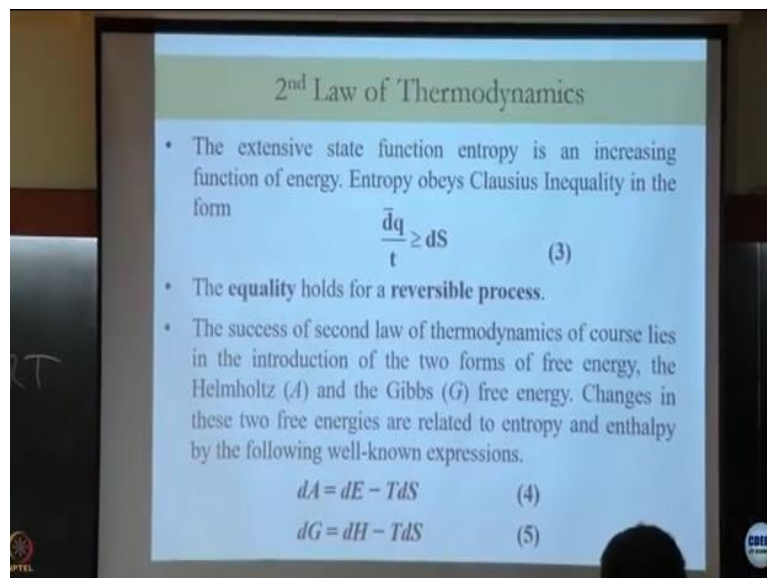 2nd Law of Thermodynamics
• The extensive state function entropy is an increasing
function of energy. Entropy obeys Clausius Inequality in the
form
đq/t ≥ dS (3)
• The equality holds for a reversible process.
• The success of second law of thermodynamics of course lies
in the introduction of the two forms of free energy, the
Helmholtz (A) and the Gibbs (G) free energy. Changes in
these two free energies are related to entropy and enthalpy
by the following well-known expressions.
dA = dE – TdS (4)
dG = dH – TdS (5)
RT
PTEL